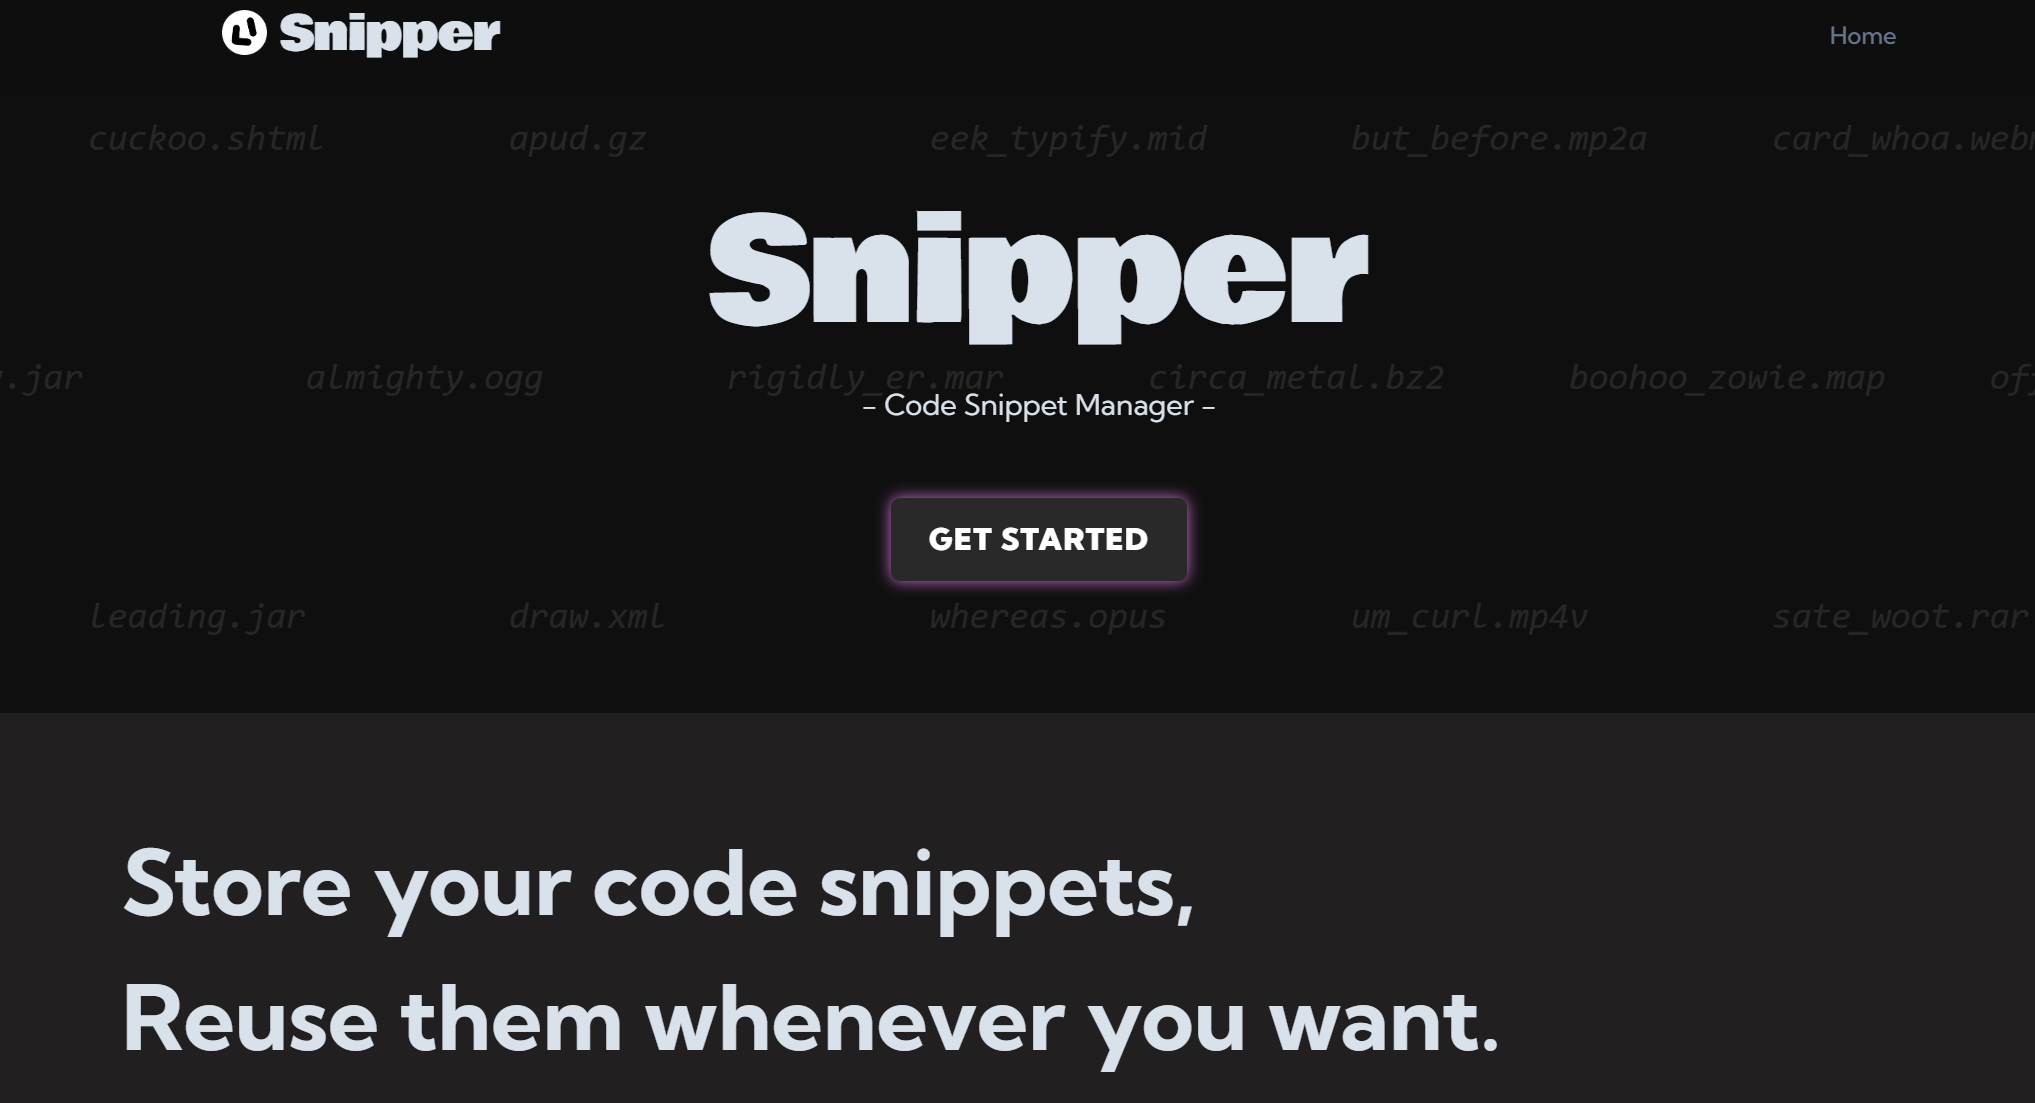 Snipper
Home
cuckoo.shtml apud.gz eek_typify.mid but_before.mp2a card_whoa.web
Snipper
.jar almighty.ogg rigidly_er.mar circa_metal.bz2 boohoo_zowie.map
- Code Snippet Manager -
GET STARTED
leading.jar draw.xml whereas.opus um_curl.mp4v sate_woot.rar
Store your code snippets,
Reuse them whenever you want.